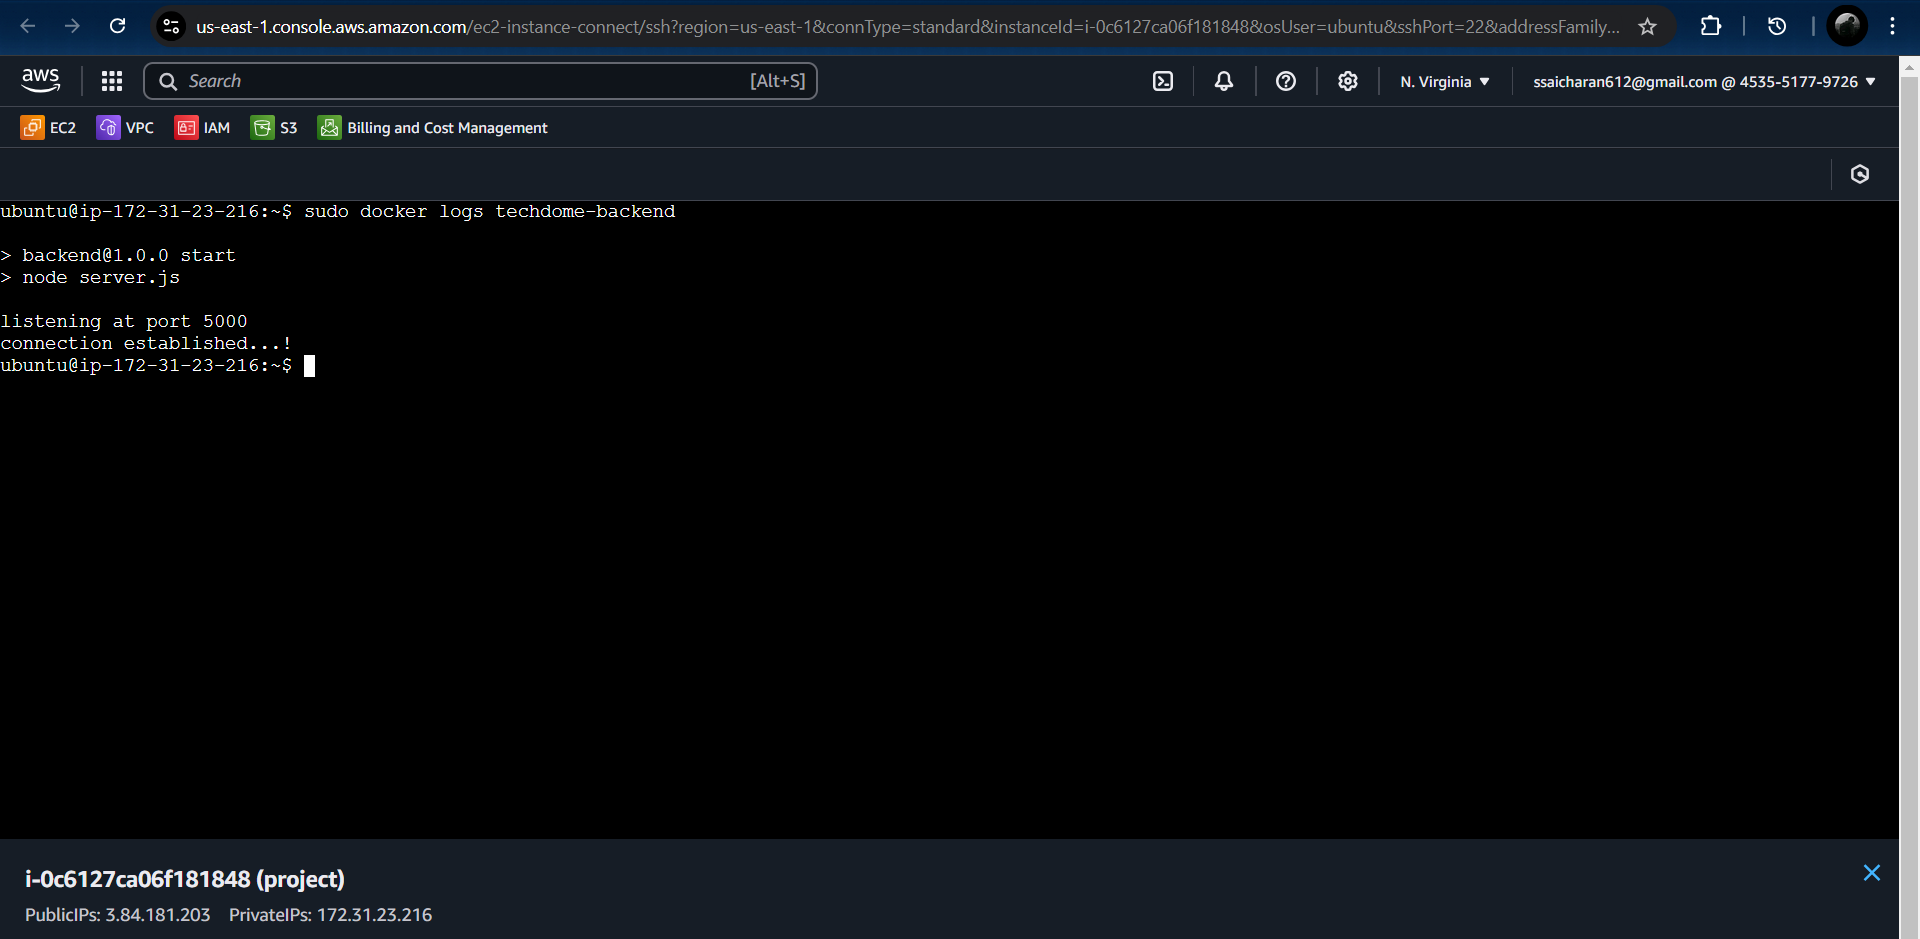 us-east-1.console.aws.amazon.com/ec2-instance-connect/ssh?region=us-east-1&connType=standard&instanceId=i-0c6127ca06f181848&osUser=ubuntu&sshPort=22&addressFamily...
aws
Search [Alt+S]
N. Virginia
ssaicharan612@gmail.com @ 4535-5177-9726
EC2 VPC IAM S3 Billing and Cost Management
ubuntu@ip-172-31-23-216:~$ sudo docker logs techdome-backend
> backend@1.0.0 start
> node server.js
listening at port 5000
connection established...!
ubuntu@ip-172-31-23-216:~$
i-0c6127ca06f181848 (project)
PublicIPs: 3.84.181.203 PrivateIPs: 172.31.23.216